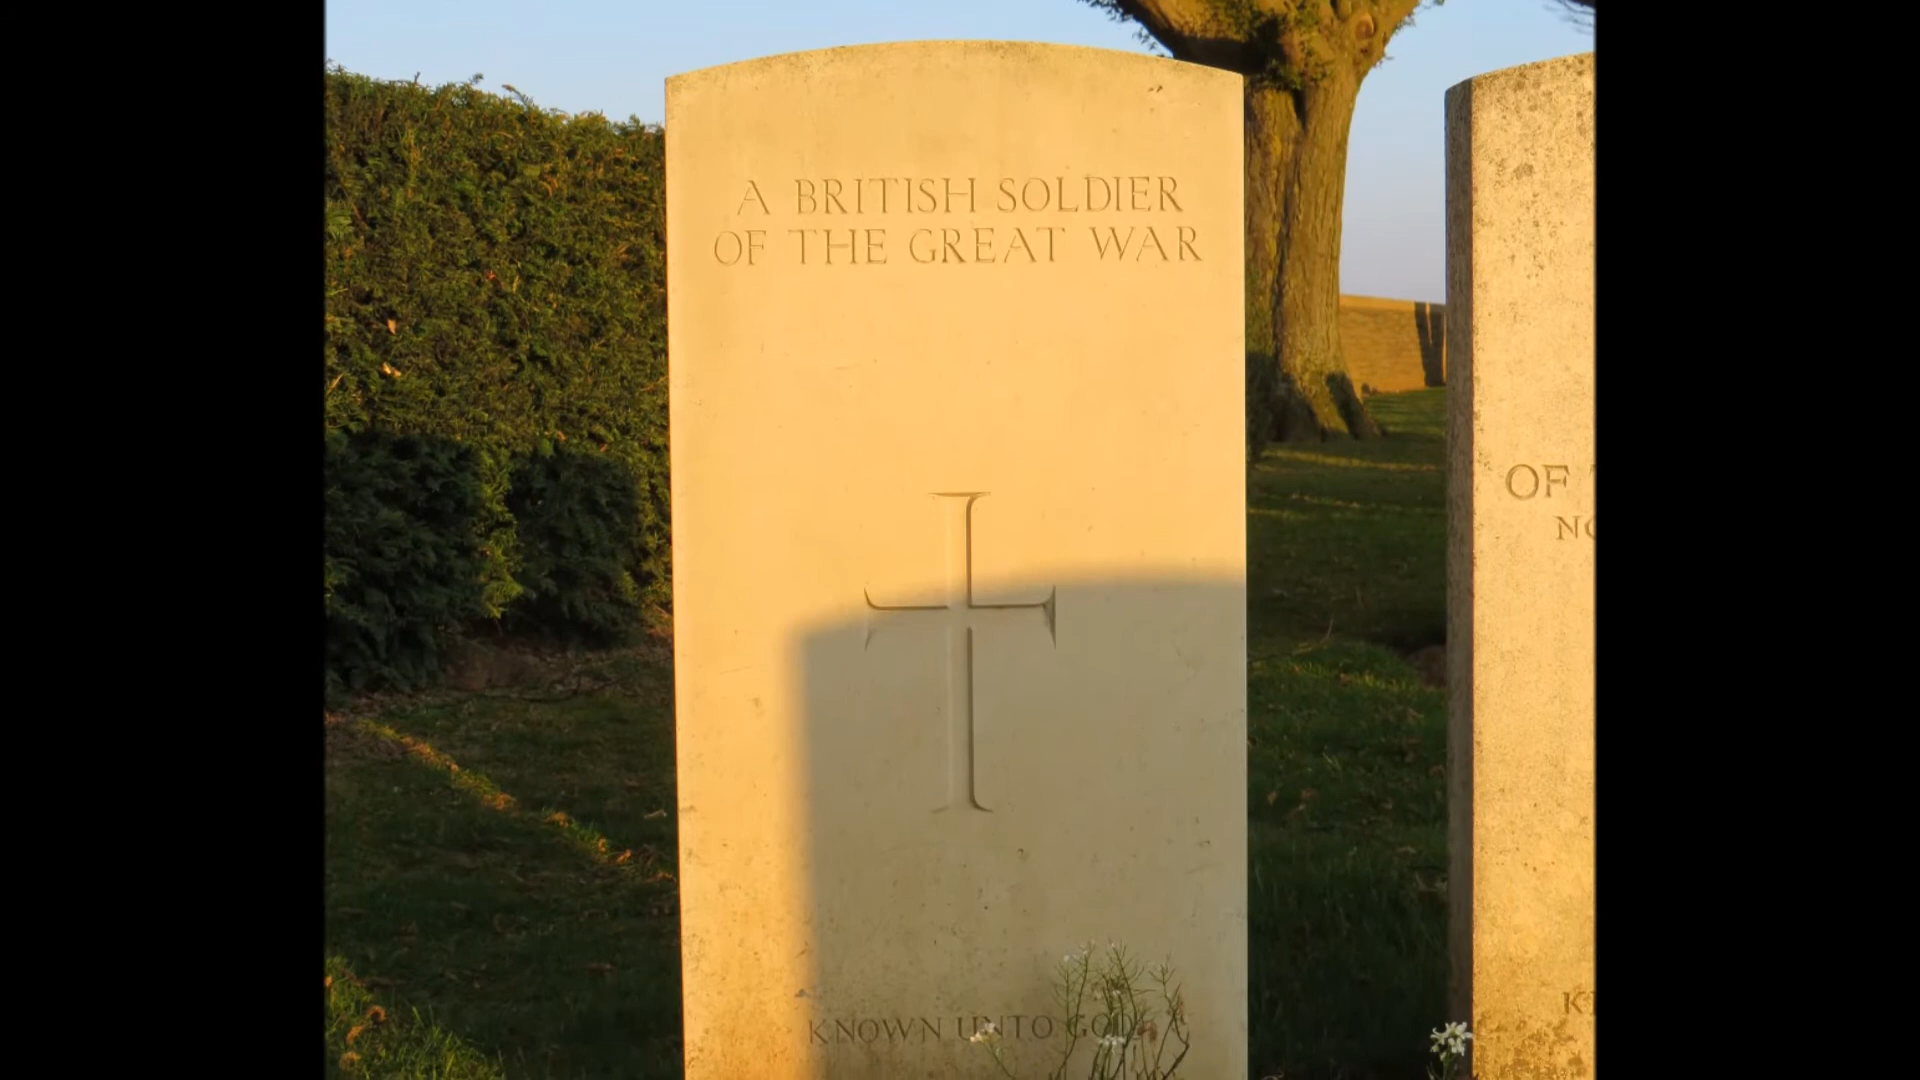 A BRITISH SOLDIER
OF THE GREAT WAR
KNOWN UNTO GOD
OF